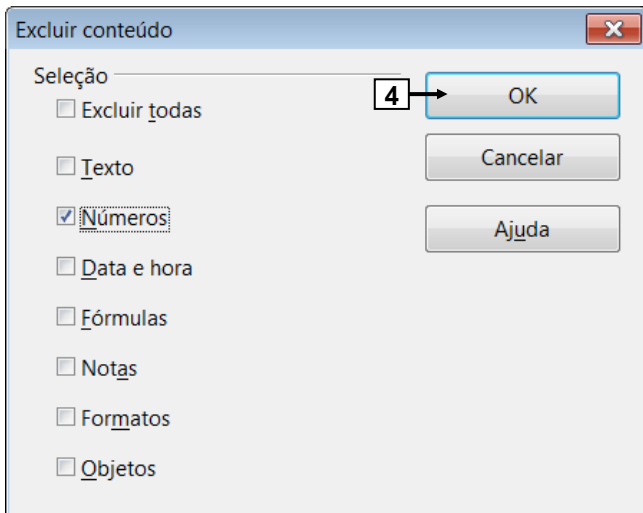 Excluir conteúdo
Seleção
Excluir todas
Texto
Números
Data e hora
Fórmulas
Notas
Formatos
Objetos
4
OK
Cancelar
Ajuda